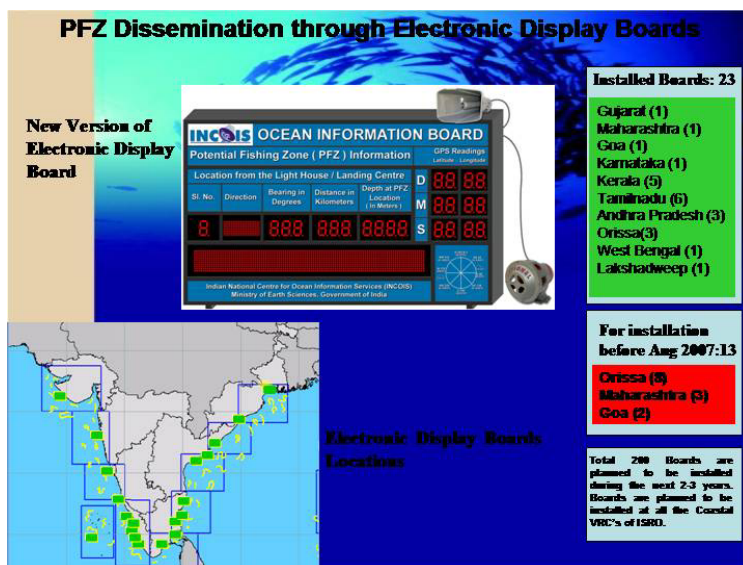 PFZ Dissemination through Electronic Display Boards
New Version of
Electronic Display
Board
INCOIS OCEAN INFORMATION BOARD
Potential Fishing Zone ( PFZ ) Information
GPS Readings
Latitude Longitude
Location from the Light House / Landing Centre
Sl. No.
Direction
Bearing in
Degrees
Distance in
Kilometers
Depth at PFZ
Location
( in Meters )
D
M
S
8
888
888
8888
88 88
88 88
88 88
Indian National Centre for Ocean Information Services (INCOIS)
Ministry of Earth Sciences. Government of India
Installed Boards: 23
Gujarat (1)
Maharashtra (1)
Goa (1)
Karnataka (1)
Kerala (5)
Tamilnadu (6)
Andhra Pradesh (3)
Orissa(3)
West Bengal (1)
Lakshadweep (1)
For installation
before Aug 2007:13
Orissa (8)
Maharashtra (3)
Goa (2)
Electronic Display Boards
Locations
Total 200 Boards are
planned to be installed
during the next 2-3 years.
Boards are planned to be
installed at all the Coastal
VRC's of ISRO.